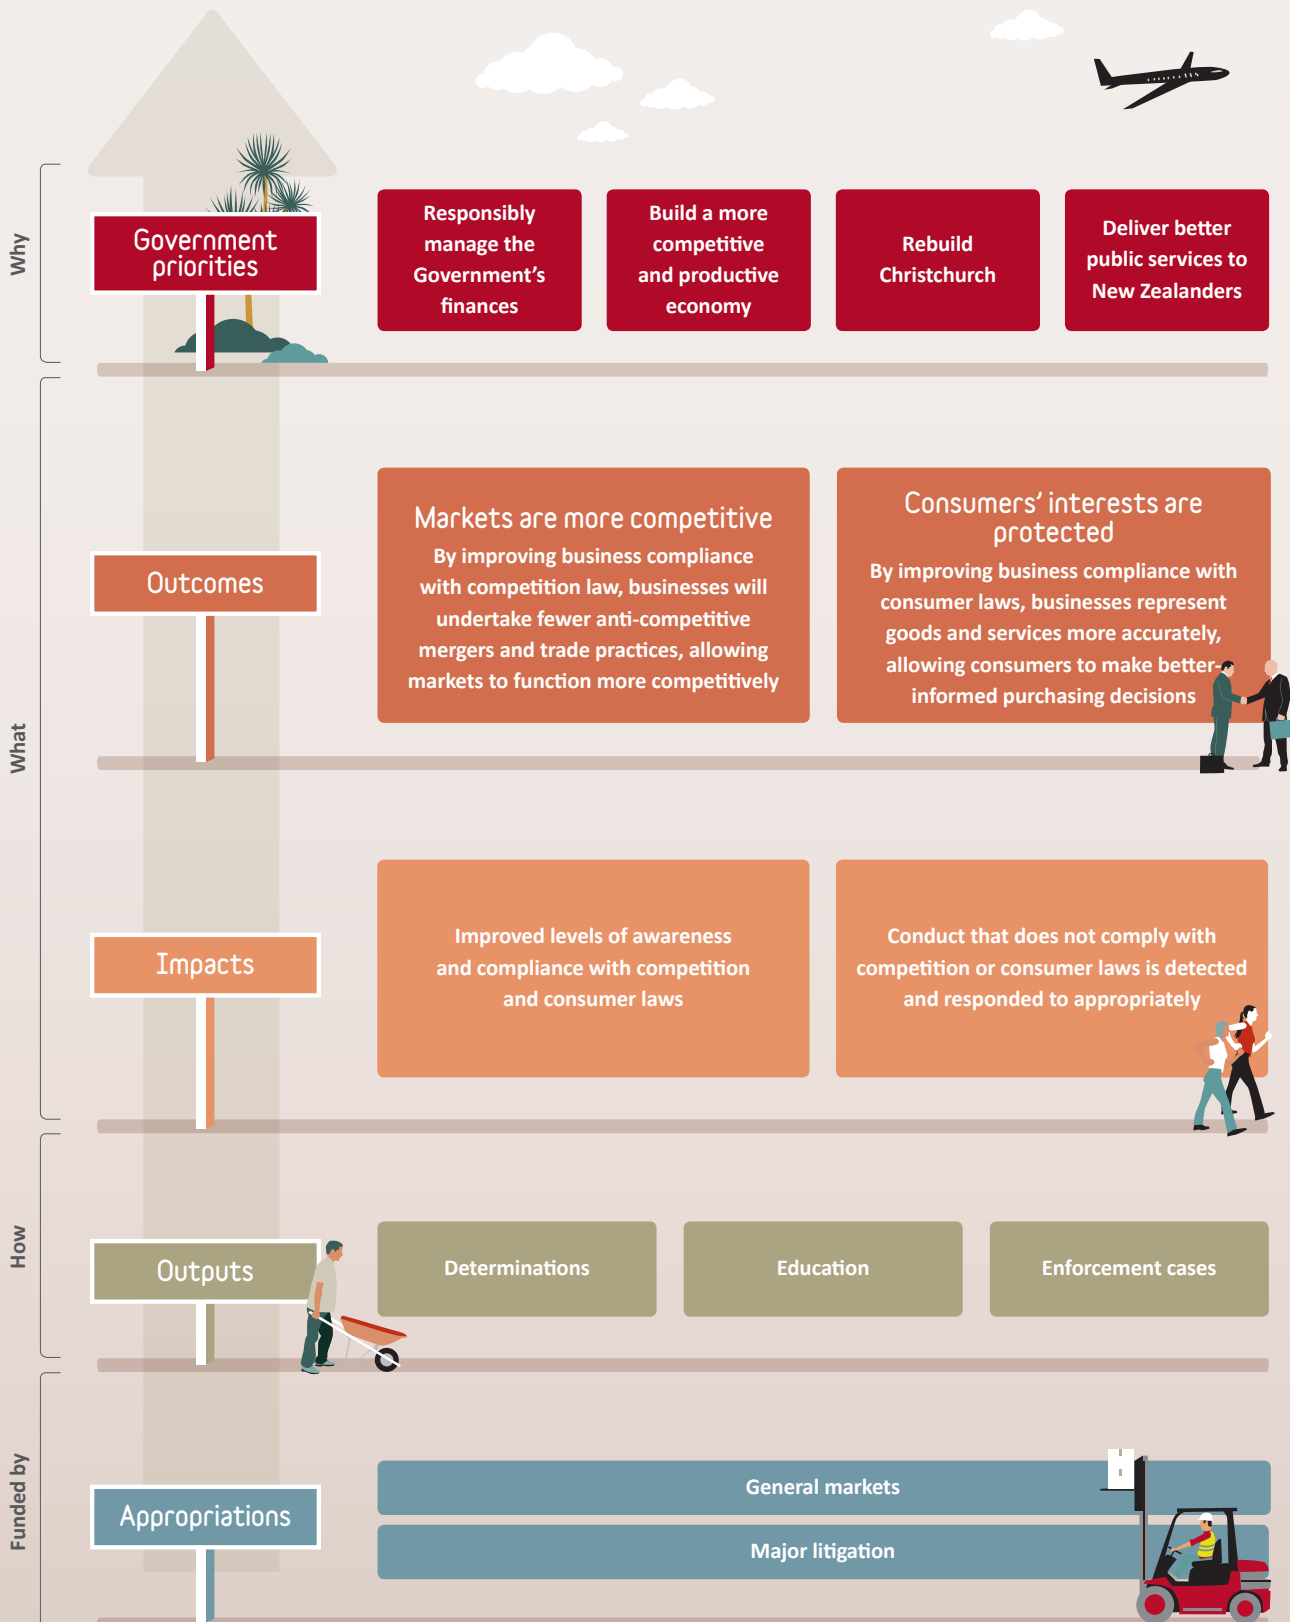 Why
Government
priorities
Responsibly
manage the
Government’s
finances
Build a more
competitive
and productive
economy
Rebuild
Christchurch
Deliver better
public services to
New Zealanders
What
Outcomes
Markets are more competitive
By improving business compliance
with competition law, businesses will
undertake fewer anti-competitive
mergers and trade practices, allowing
markets to function more competitively
Consumers’ interests are
protected
By improving business compliance with
consumer laws, businesses represent
goods and services more accurately,
allowing consumers to make better-
informed purchasing decisions
Impacts
Improved levels of awareness
and compliance with competition
and consumer laws
Conduct that does not comply with
competition or consumer laws is detected
and responded to appropriately
How
Outputs
Determinations
Education
Enforcement cases
Funded by
Appropriations
General markets
Major litigation